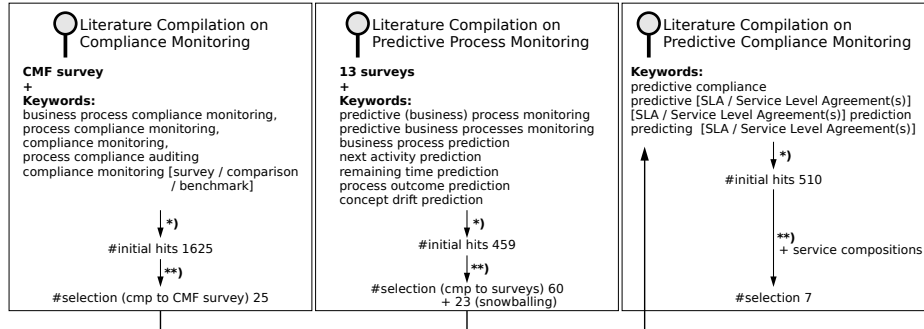 Literature Compilation on
Compliance Monitoring
CMF survey
+
Keywords:
business process compliance monitoring,
process compliance monitoring,
compliance monitoring,
process compliance auditing
compliance monitoring [survey / comparison
/ benchmark]
*)
#initial hits 1625
**)
#selection (cmp to CMF survey) 25
Literature Compilation on
Predictive Process Monitoring
13 surveys
+
Keywords:
predictive (business) process monitoring
predictive business processes monitoring
business process prediction
next activity prediction
remaining time prediction
process outcome prediction
concept drift prediction
*)
#initial hits 459
**)
#selection (cmp to surveys) 60
+ 23 (snowballing)
Literature Compilation on
Predictive Compliance Monitoring
Keywords:
predictive compliance
predictive [SLA / Service Level Agreement(s)]
[SLA / Service Level Agreement(s)] prediction
predicting [SLA / Service Level Agreement(s)]
*)
#initial hits 510
**)
+ service compositions
#selection 7